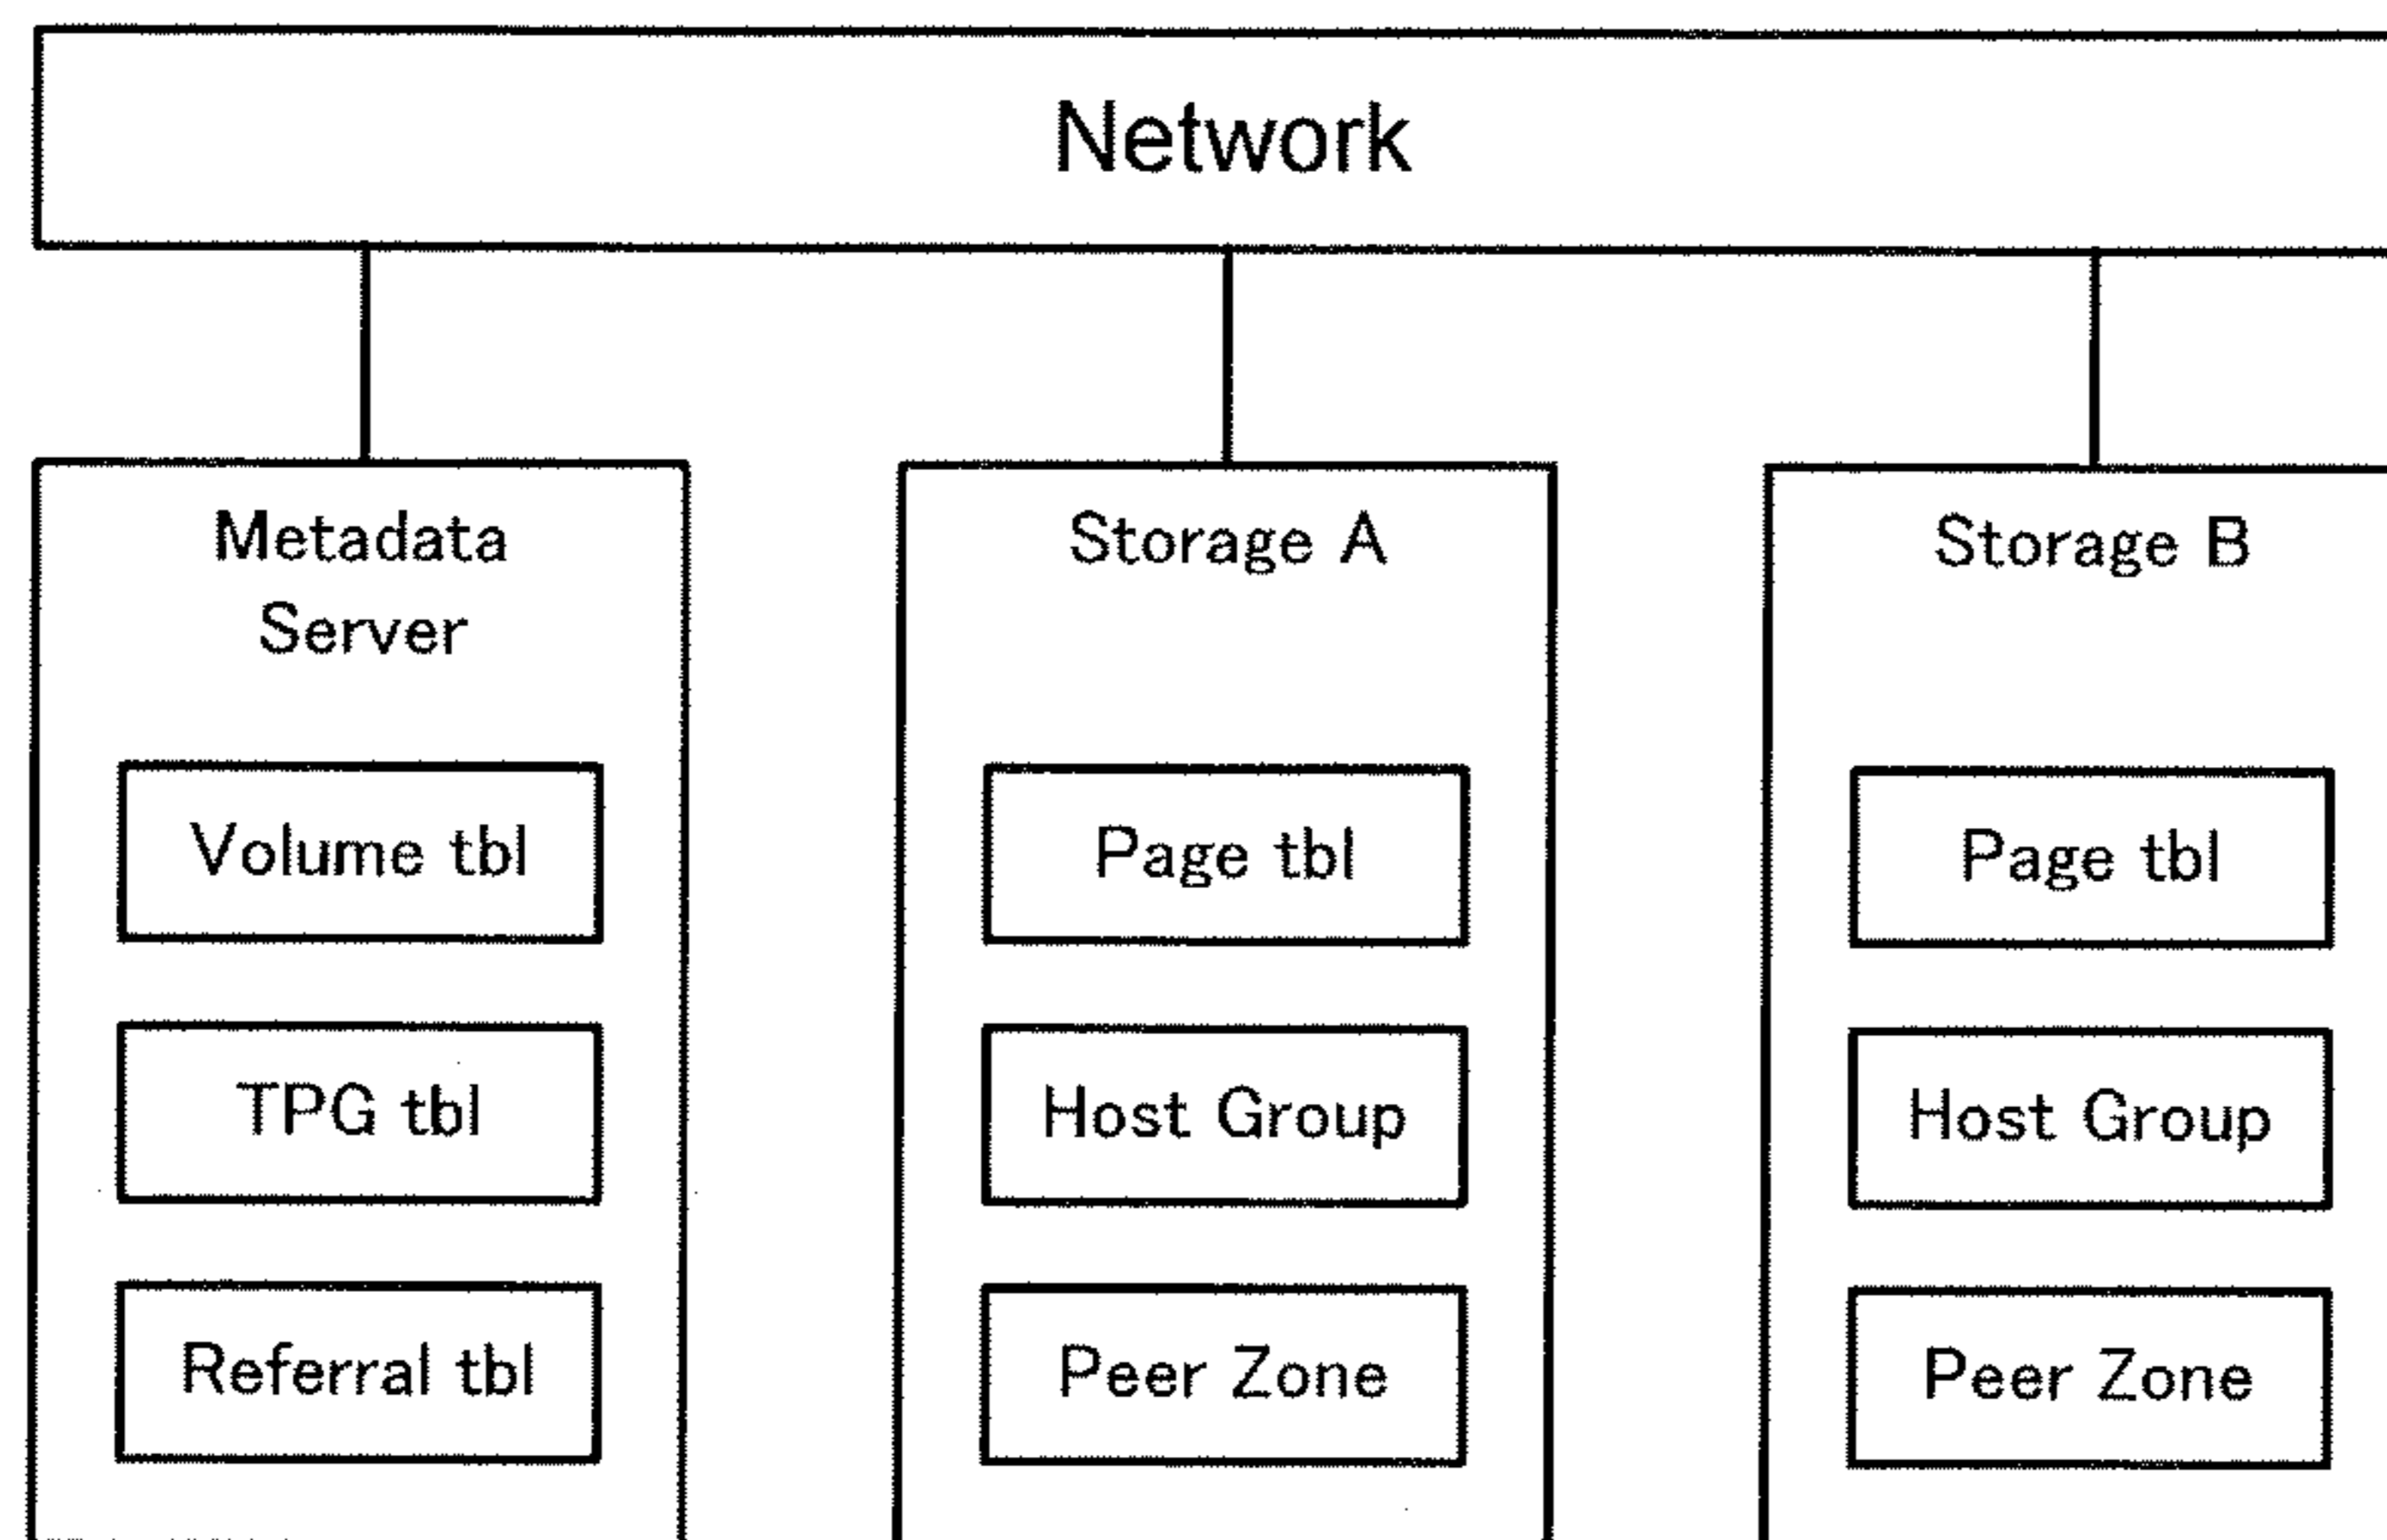 Network
Metadata
Server
Volume tbl
TPG tbl
Referral tbl
Storage A
Page tbl
Host Group
Peer Zone
Storage B
Page tbl
Host Group
Peer Zone